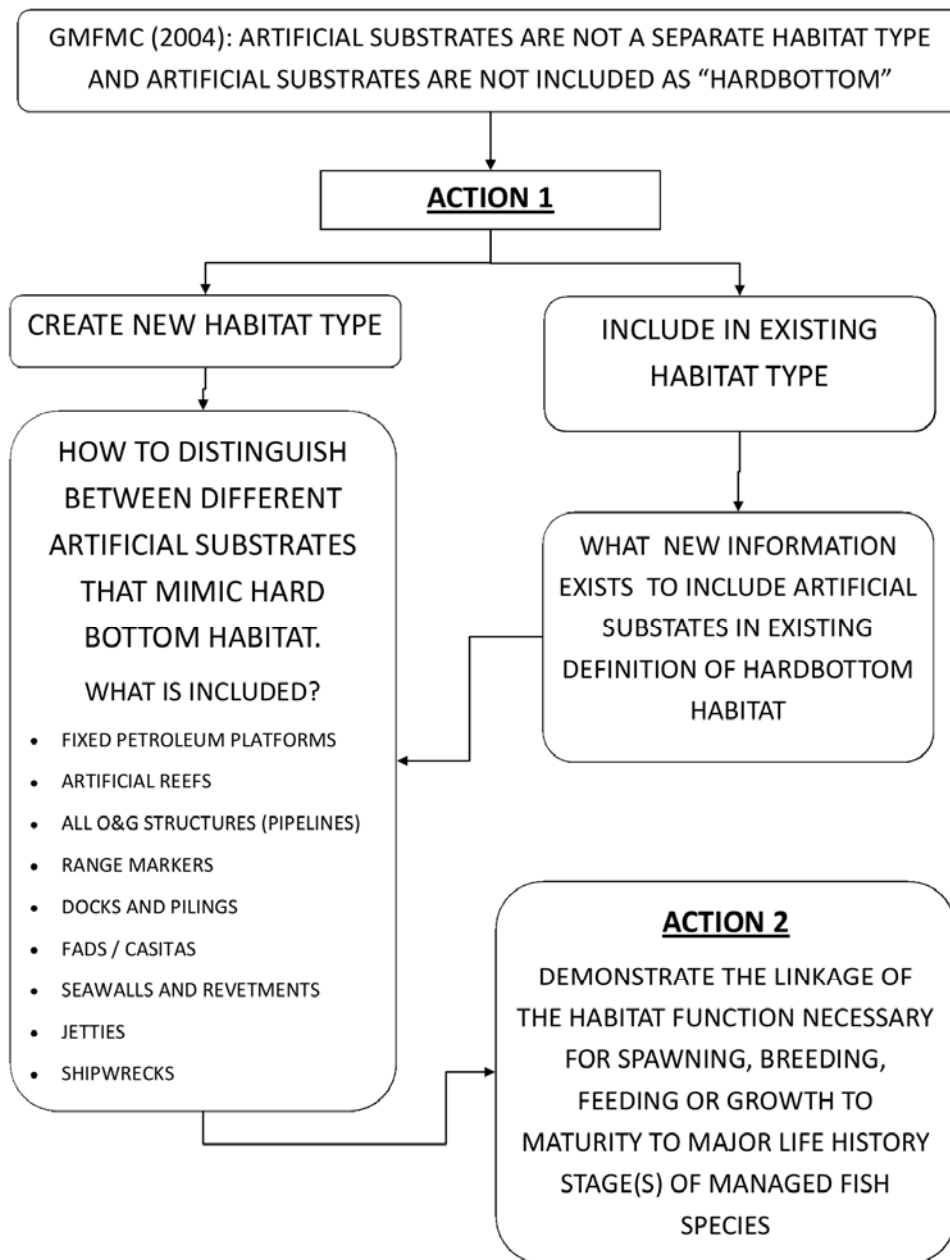 GMFMC (2004): ARTIFICIAL SUBSTRATES ARE NOT A SEPARATE HABITAT TYPE
AND ARTIFICIAL SUBSTRATES ARE NOT INCLUDED AS “HARDBOTTOM”
ACTION 1
CREATE NEW HABITAT TYPE
INCLUDE IN EXISTING
HABITAT TYPE
HOW TO DISTINGUISH
BETWEEN DIFFERENT
ARTIFICIAL SUBSTRATES
THAT MIMIC HARD
BOTTOM HABITAT.
WHAT IS INCLUDED?
• FIXED PETROLEUM PLATFORMS
• ARTIFICIAL REEFS
• ALL O&G STRUCTURES (PIPELINES)
• RANGE MARKERS
• DOCKS AND PILINGS
• FADS / CASITAS
• SEAWALLS AND REVETMENTS
• JETTIES
• SHIPWRECKS
WHAT NEW INFORMATION
EXISTS TO INCLUDE ARTIFICIAL
SUBSTATES IN EXISTING
DEFINITION OF HARDBOTTOM
HABITAT
ACTION 2
DEMONSTRATE THE LINKAGE OF
THE HABITAT FUNCTION NECESSARY
FOR SPAWNING, BREEDING,
FEEDING OR GROWTH TO
MATURITY TO MAJOR LIFE HISTORY
STAGE(S) OF MANAGED FISH
SPECIES